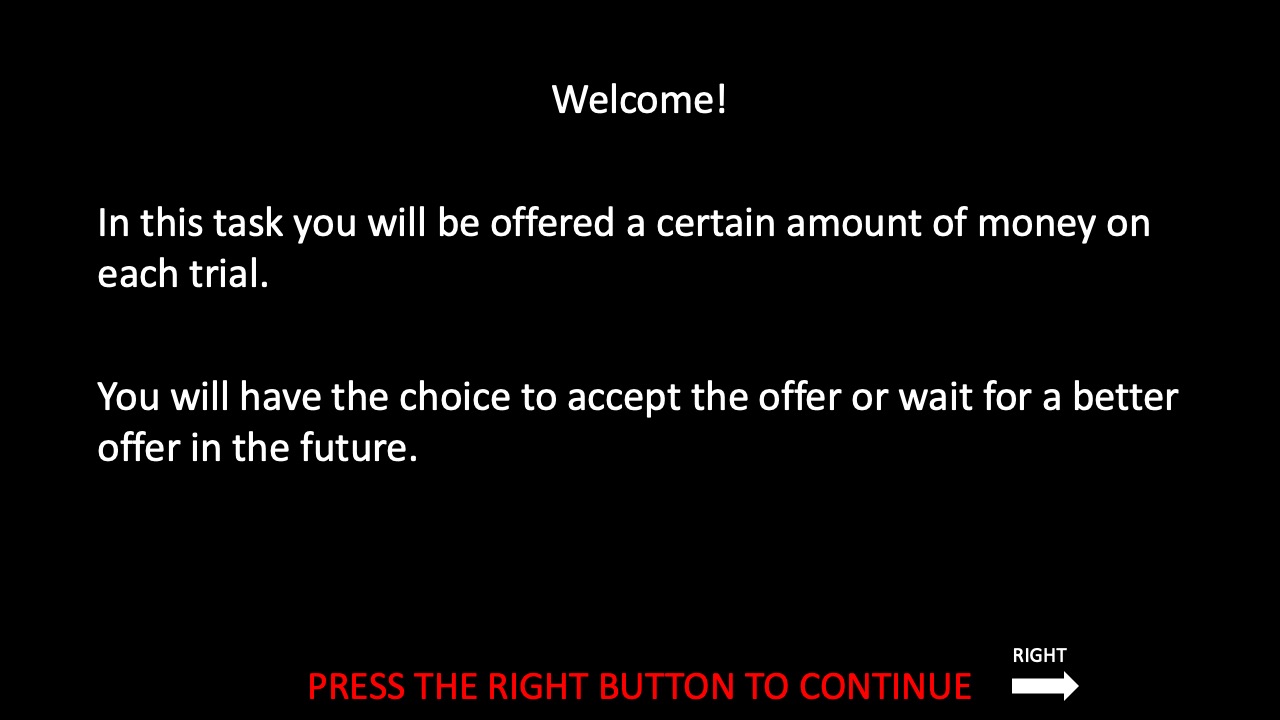 Welcome!
In this task you will be offered a certain amount of money on
each trial.
You will have the choice to accept the offer or wait for a better
offer in the future.
RIGHT
PRESS THE RIGHT BUTTON TO CONTINUE